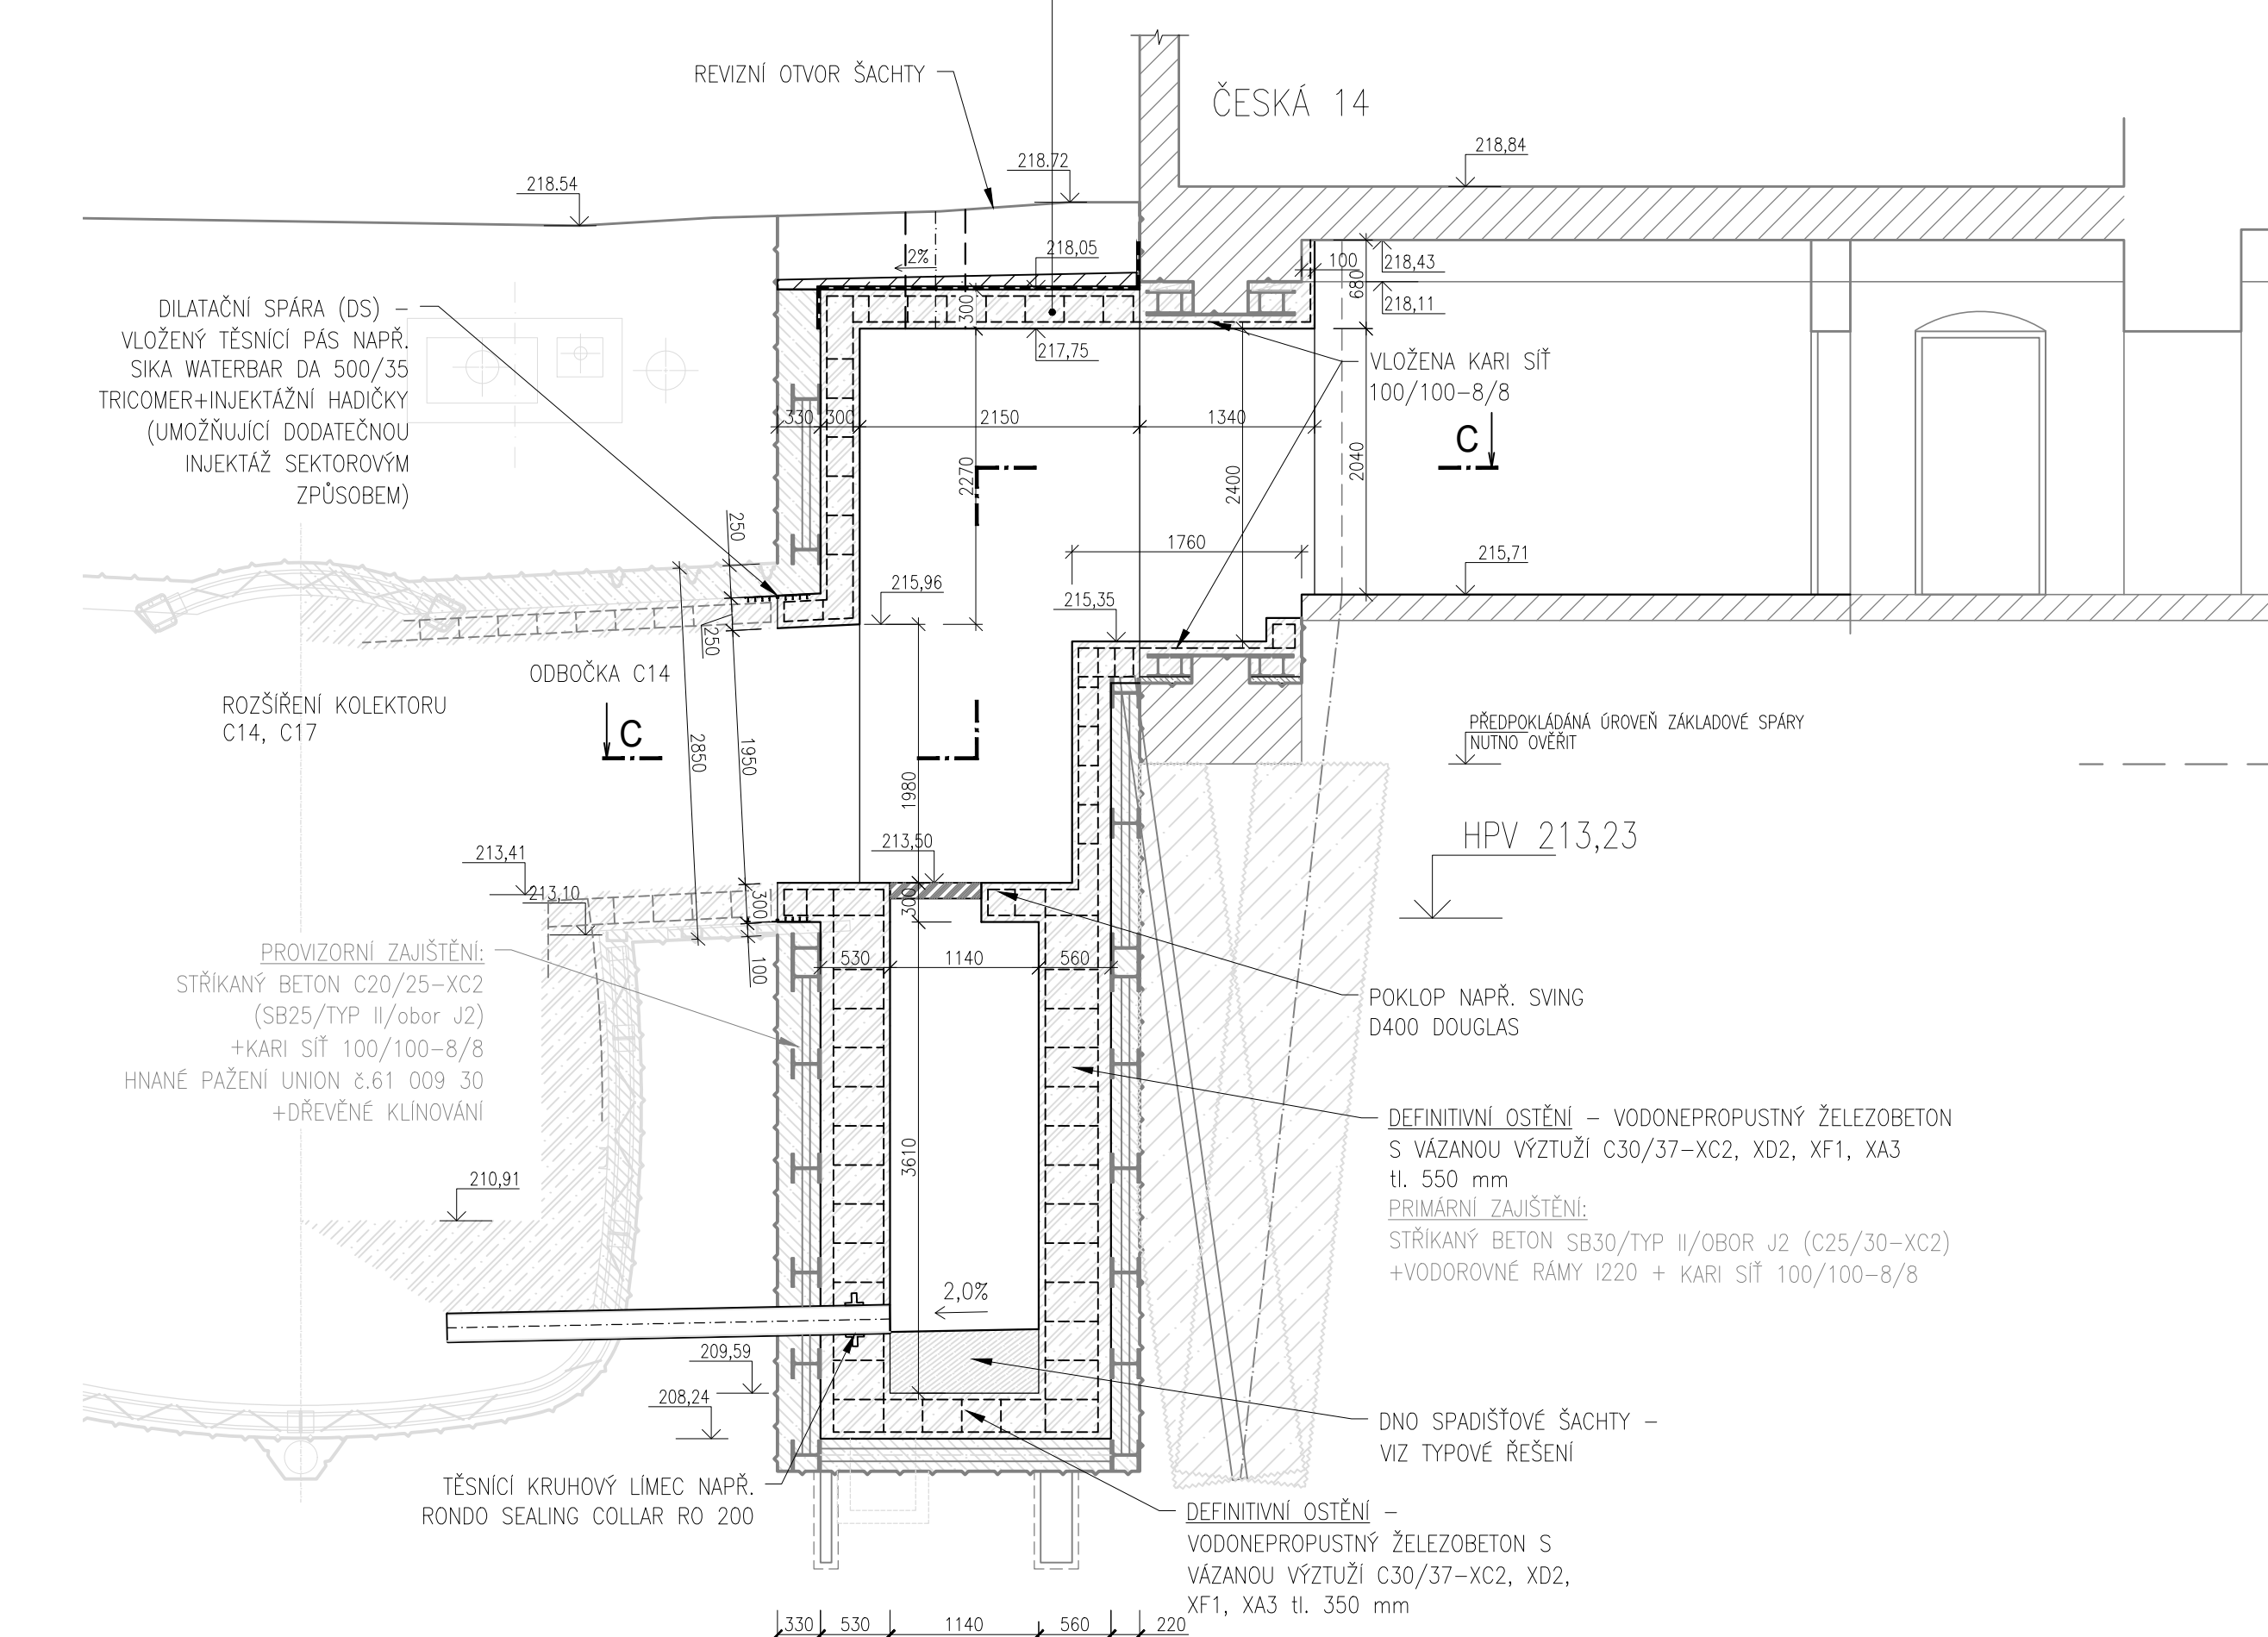 REVIZNÍ OTVOR ŠACHTY
ČESKÁ 14
218,84
218.72
218.54
218,05
2%
300
100
680
218,43
218,11
217,75
DILATAČNÍ SPÁRA (DS) –
VLOŽENÝ TĚSNÍCÍ PÁS NAPŘ.
SIKA WATERBAR DA 500/35
TRICOMER+INJEKTÁŽNÍ HADIČKY
(UMOŽŇUJÍCÍ DODATEČNOU
INJEKTÁŽ SEKTOROVÝM
ZPŮSOBEM)
VLOŽENA KARI SÍŤ
100/100-8/8
330
300
2150
1340
C
2270
2400
2040
250
1760
215,71
215,96
215,35
250
ODBOČKA C14
ROZŠÍŘENÍ KOLEKTORU
C14, C17
C
2850
1950
1980
PŘEDPOKLÁDÁNÁ ÚROVEŇ ZÁKLADOVÉ SPÁRY
NUTNO OVĚŘIT
HPV 213,23
213,50
213,41
213,10
300
300
100
530
1140
560
PROVIZORNÍ ZAJIŠTĚNÍ:
STŘÍKANÝ BETON C20/25-XC2
(SB25/TYP II/obor J2)
+KARI SÍŤ 100/100-8/8
HNANÉ PAŽENÍ UNION č.61 009 30
+DŘEVĚNÉ KLÍNOVÁNÍ
POKLOP NAPŘ. SVING
D400 DOUGLAS
3610
DEFINITIVNÍ OSTĚNÍ – VODONEPROPUSTNÝ ŽELEZOBETON
S VÁZANOU VÝZTUŽÍ C30/37-XC2, XD2, XF1, XA3
tl. 550 mm
PRIMÁRNÍ ZAJIŠTĚNÍ:
STŘÍKANÝ BETON SB30/TYP II/OBOR J2 (C25/30-XC2)
+VODOROVNÉ RÁMY I220 + KARI SÍŤ 100/100-8/8
210,91
2,0%
209,59
208,24
DNO SPADIŠŤOVÉ ŠACHTY –
VIZ TYPOVÉ ŘEŠENÍ
TĚSNÍCÍ KRUHOVÝ LÍMEC NAPŘ.
RONDO SEALING COLLAR RO 200
DEFINITIVNÍ OSTĚNÍ –
VODONEPROPUSTNÝ ŽELEZOBETON S
VÁZANOU VÝZTUŽÍ C30/37-XC2, XD2,
XF1, XA3 tl. 350 mm
330
530
1140
560
220